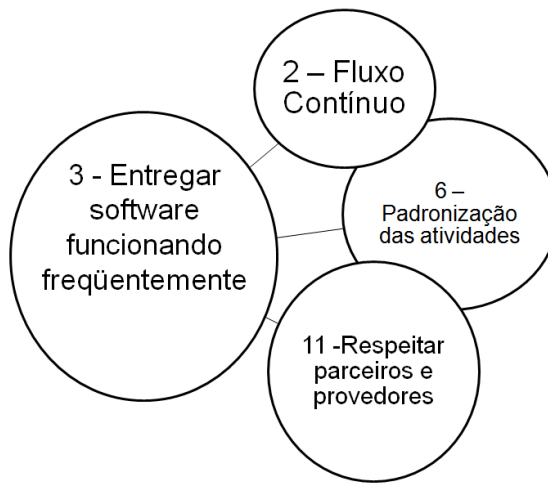 2 – Fluxo
Contínuo
3 - Entregar
software
funcionando
freqüentemente
6 –
Padronização
das atividades
11 -Respeitar
parceiros e
provedores